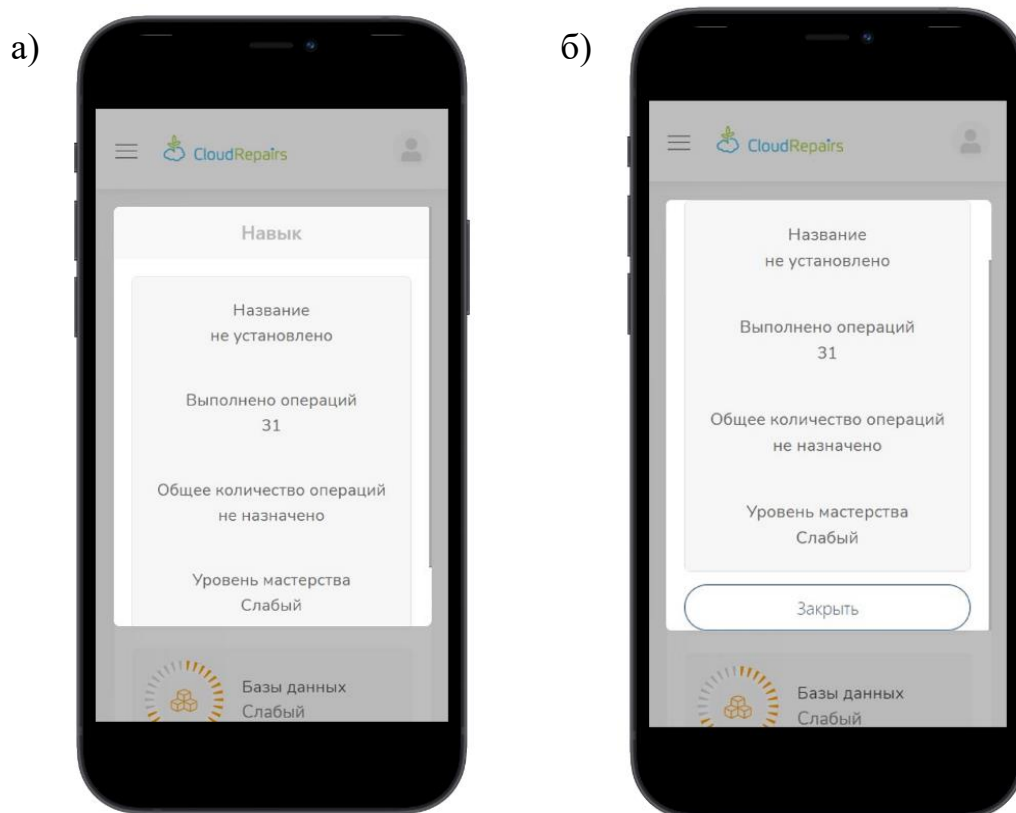 а)
CloudRepairs
Навык
Название
не установлено
Выполнено операций
31
Общее количество операций
не назначено
Уровень мастерства
Слабый
Базы данных
Слабый
б)
CloudRepairs
Название
не установлено
Выполнено операций
31
Общее количество операций
не назначено
Уровень мастерства
Слабый
Закрыть
Базы данных
Слабый